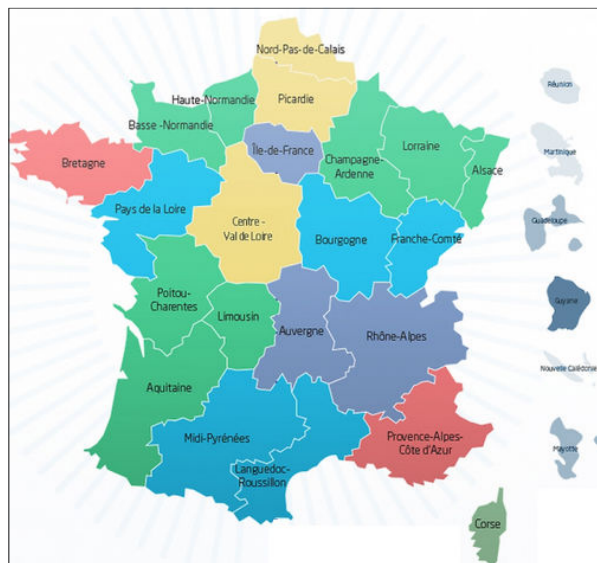 Nord-Pas-de-Calais
Haute-Normandie
Picardie
Basse -Normandie
Île-de-France
Champagne-
Ardenne
Lorraine
Alsace
Bretagne
Pays de la Loire
Centre -
Val de Loire
Bourgogne
Franche-Comté
Poitou-
Charentes
Limousin
Auvergne
Rhône-Alpes
Aquitaine
Midi-Pyrénées
Languedoc-
Roussillon
Provence-Alpes-
Côte d'Azur
Corse
Réunion
Martinique
Guadeloupe
Guyane
Nouvelle Calédonie
Mayotte